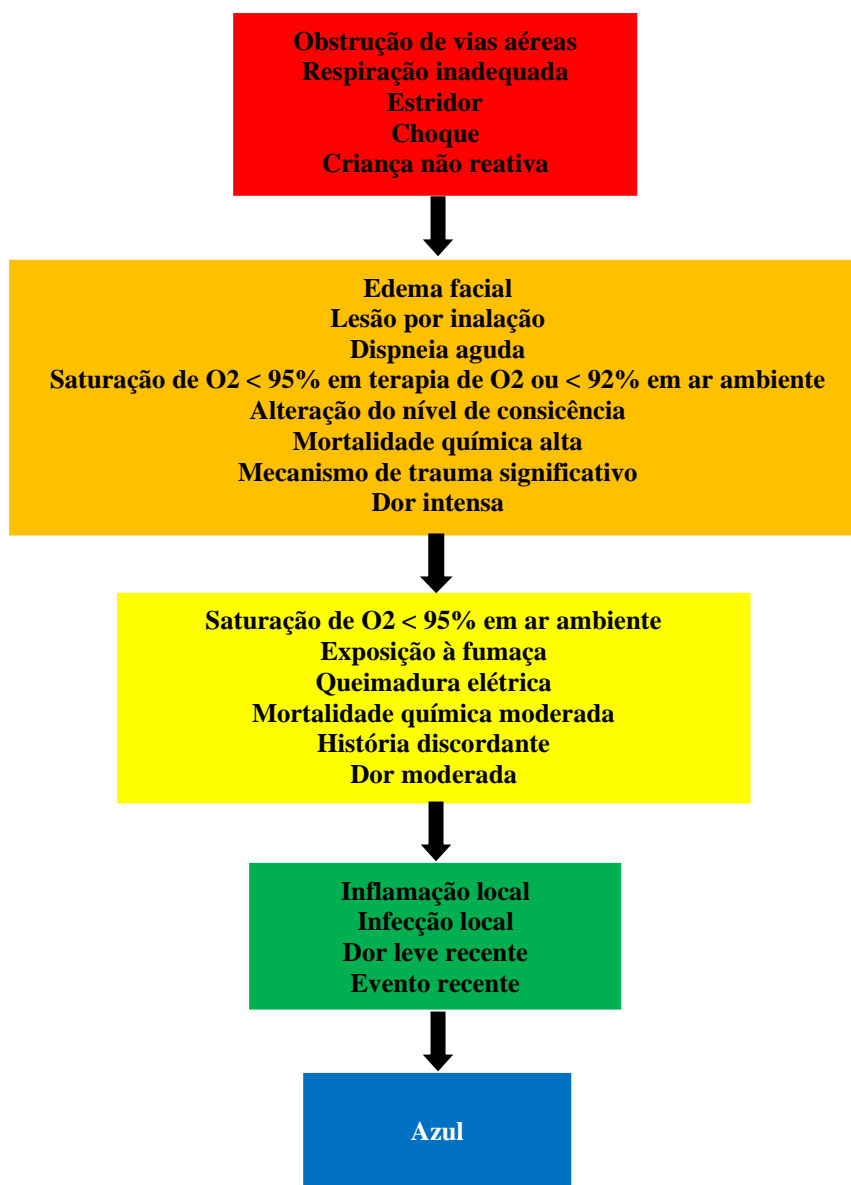 Obstrução de vias aéreas
Respiração inadequada
Estridor
Choque
Criança não reativa
Edema facial
Lesão por inalação
Dispneia aguda
Saturação de O2 < 95% em terapia de O2 ou < 92% em ar ambiente
Alteração do nível de consicência
Mortalidade química alta
Mecanismo de trauma significativo
Dor intensa
Saturação de O2 < 95% em ar ambiente
Exposição à fumaça
Queimadura elétrica
Mortalidade química moderada
História discordante
Dor moderada
Inflamação local
Infecção local
Dor leve recente
Evento recente
Azul